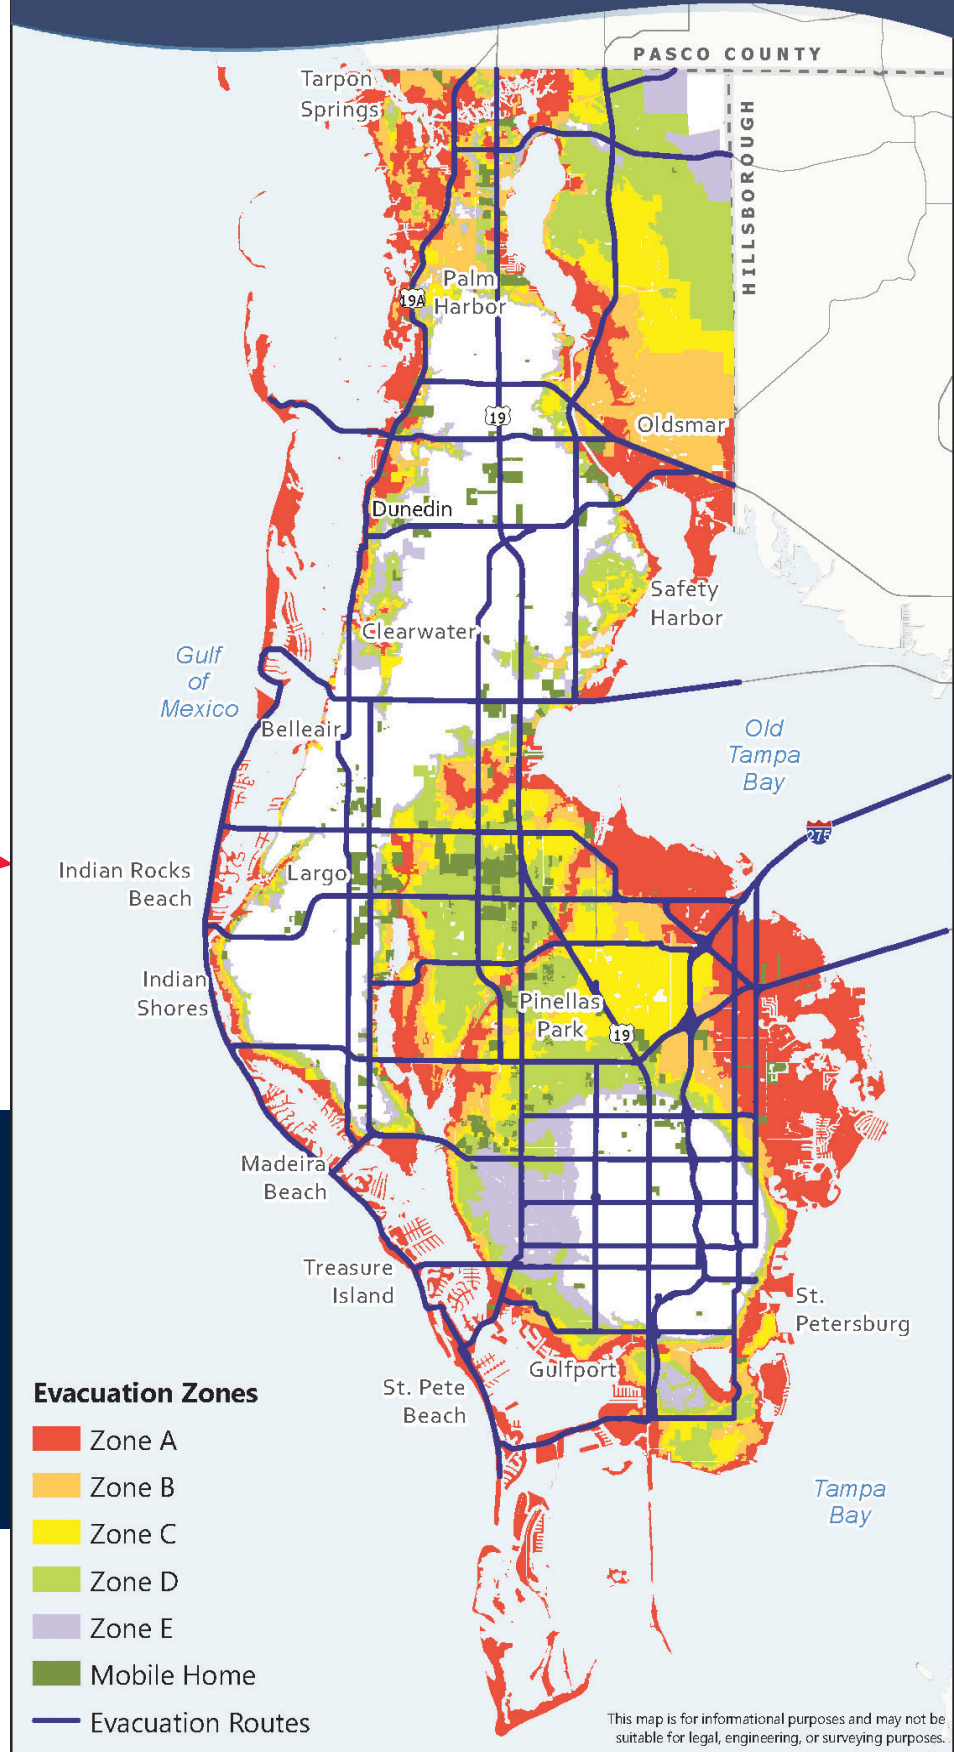 PASCO COUNTY
Tarpon
Springs
HILLSBOROUGH
Palm
Harbor
19A
19
Oldsmar
Dunedin
Safety
Harbor
Clearwater
Gulf
of
Mexico
Belleair
Old
Tampa
Bay
275
Indian Rocks
Beach
Largo
Indian
Shores
Pinellas
Park
19
Madeira
Beach
Treasure
Island
St.
Petersburg
Gulfport
St. Pete
Beach
Tampa
Bay
Evacuation Zones
Zone A
Zone B
Zone C
Zone D
Zone E
Mobile Home
Evacuation Routes
This map is for informational purposes and may not be
suitable for legal, engineering, or surveying purposes.